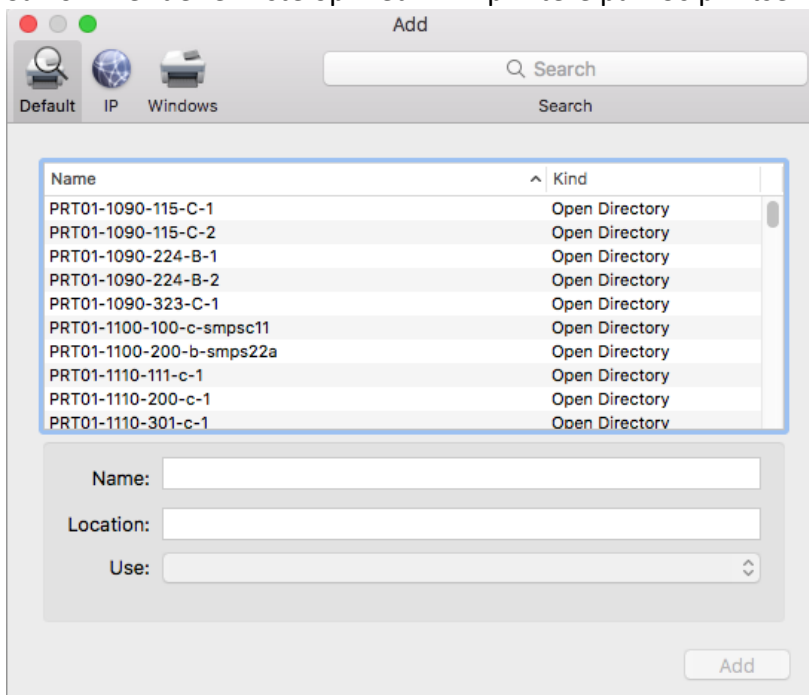 Add
Search
Default IP Windows Search
Name Kind
PRT01-1090-115-C-1 Open Directory
PRT01-1090-115-C-2 Open Directory
PRT01-1090-224-B-1 Open Directory
PRT01-1090-224-B-2 Open Directory
PRT01-1090-323-C-1 Open Directory
PRT01-1100-100-c-smpsc11 Open Directory
PRT01-1100-200-b-smps22a Open Directory
PRT01-1110-111-c-1 Open Directory
PRT01-1110-200-c-1 Open Directory
PRT01-1110-301-c-1 Open Directory
Name:
Location:
Use:
Add